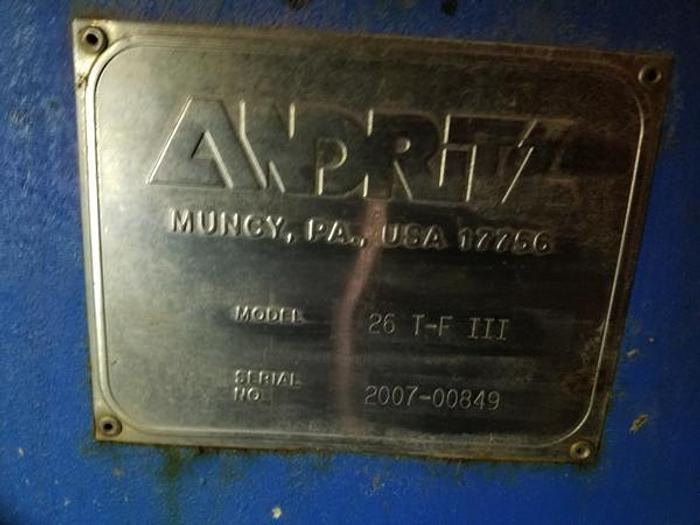 ANDRITZ
MUNCY, PA., USA 17756
MODEL 26 T-F III
SERIAL
NO. 2007-00849